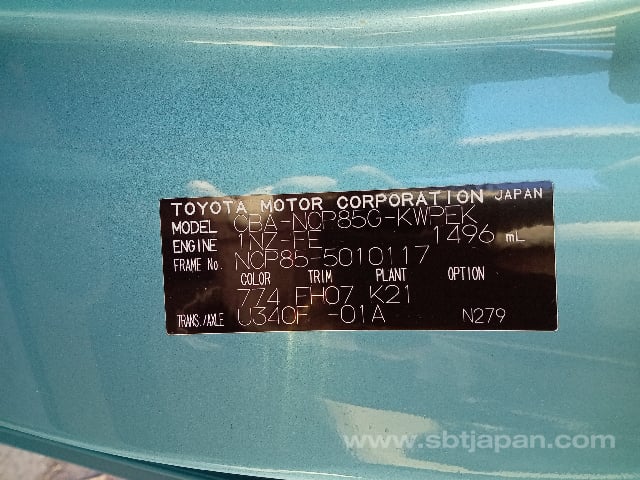 TOYOTA MOTOR CORPORATION JAPAN
MODEL CBA-NCP85G-KWPEK
ENGINE 1NZ-FE 1496 mL
FRAME No. NCP85-5010117
COLOR TRIM PLANT OPTION
774 FH07 K21
TRANS./AXLE U340F -01A N279
www.sbtjapan.com